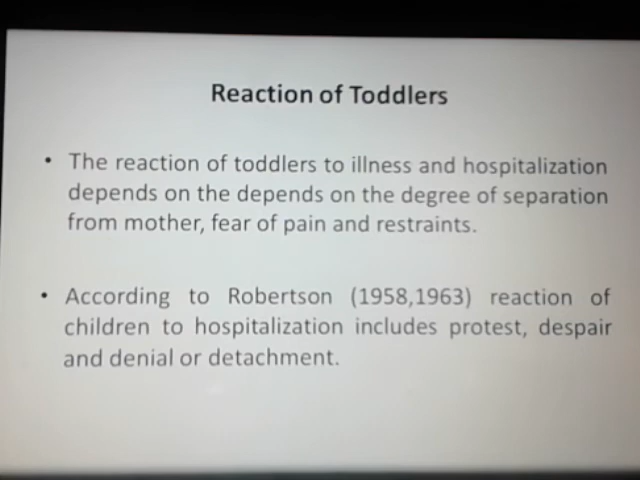 Reaction of Toddlers
• The reaction of toddlers to illness and hospitalization
depends on the depends on the degree of separation
from mother, fear of pain and restraints.
• According to Robertson (1958,1963) reaction of
children to hospitalization includes protest, despair
and denial or detachment.